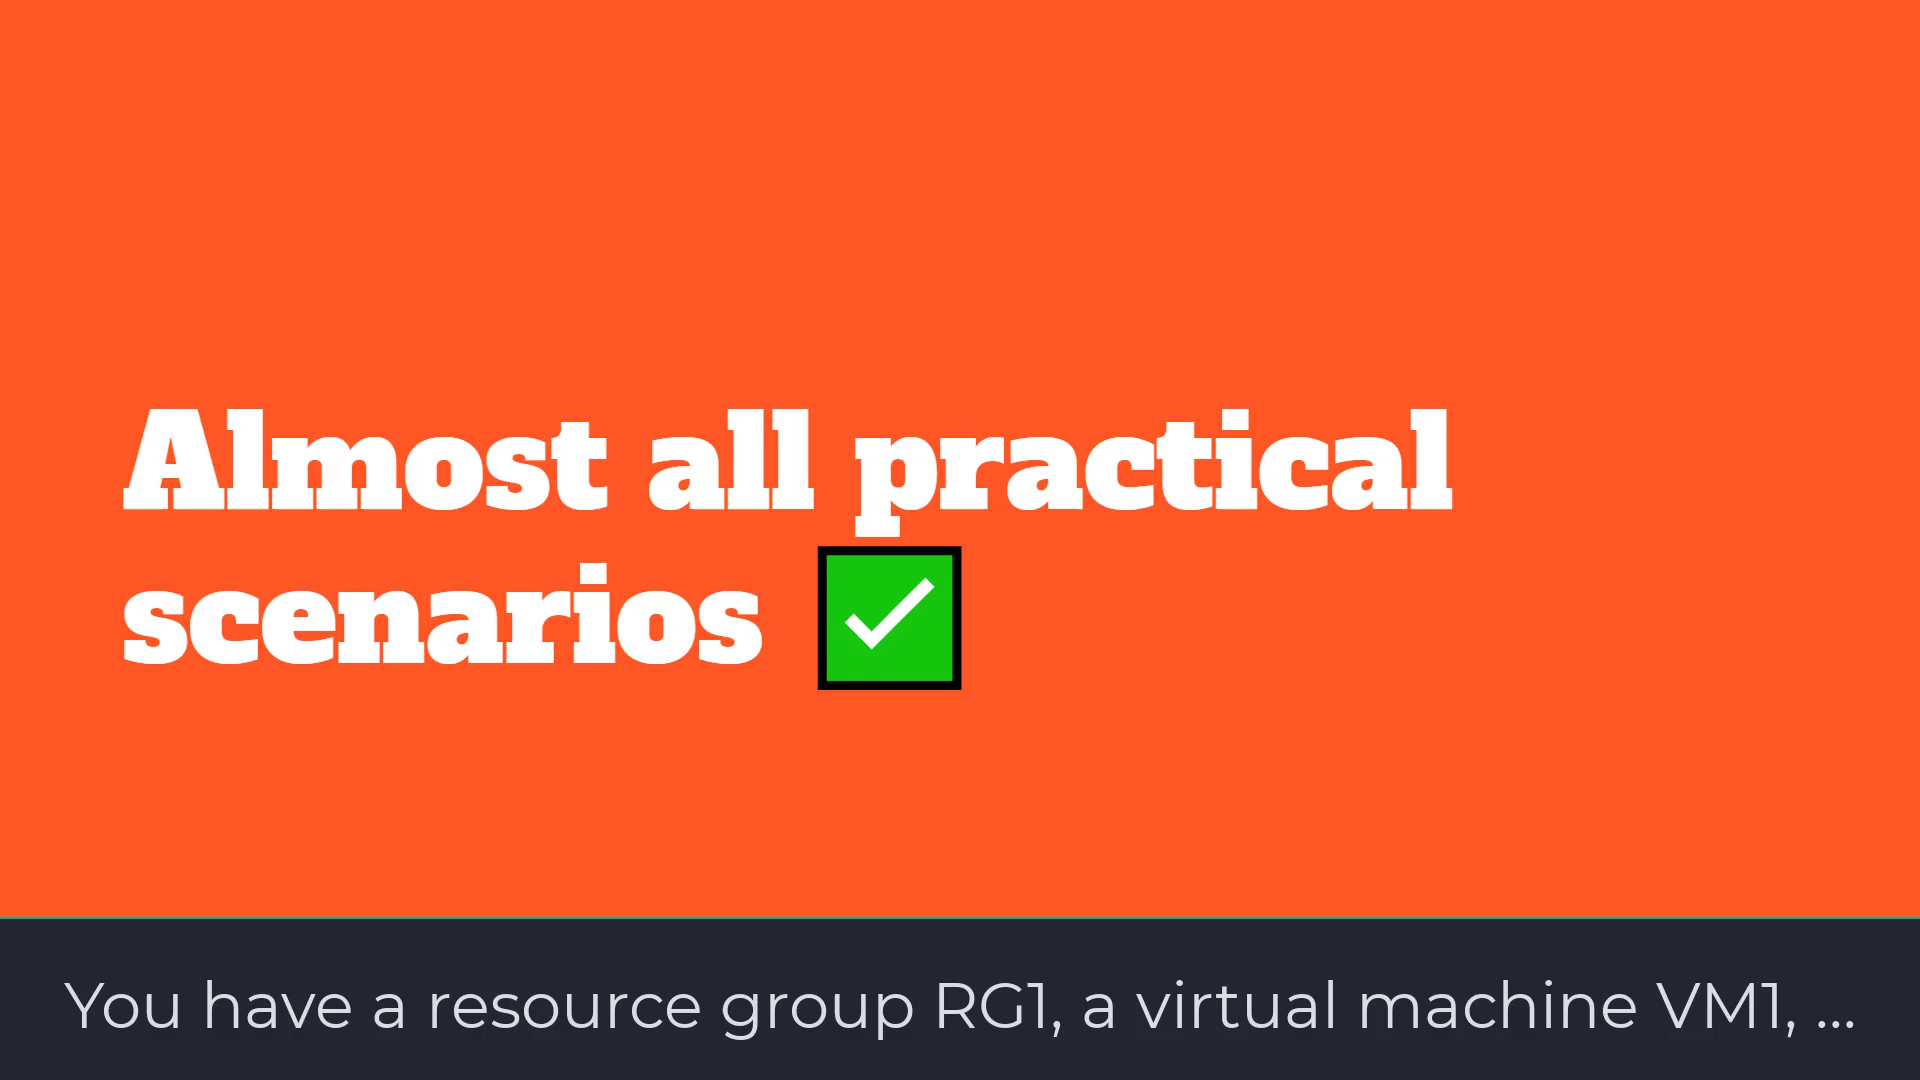 Almost all practical
scenarios ✅
You have a resource group RG1, a virtual machine VM1, ...